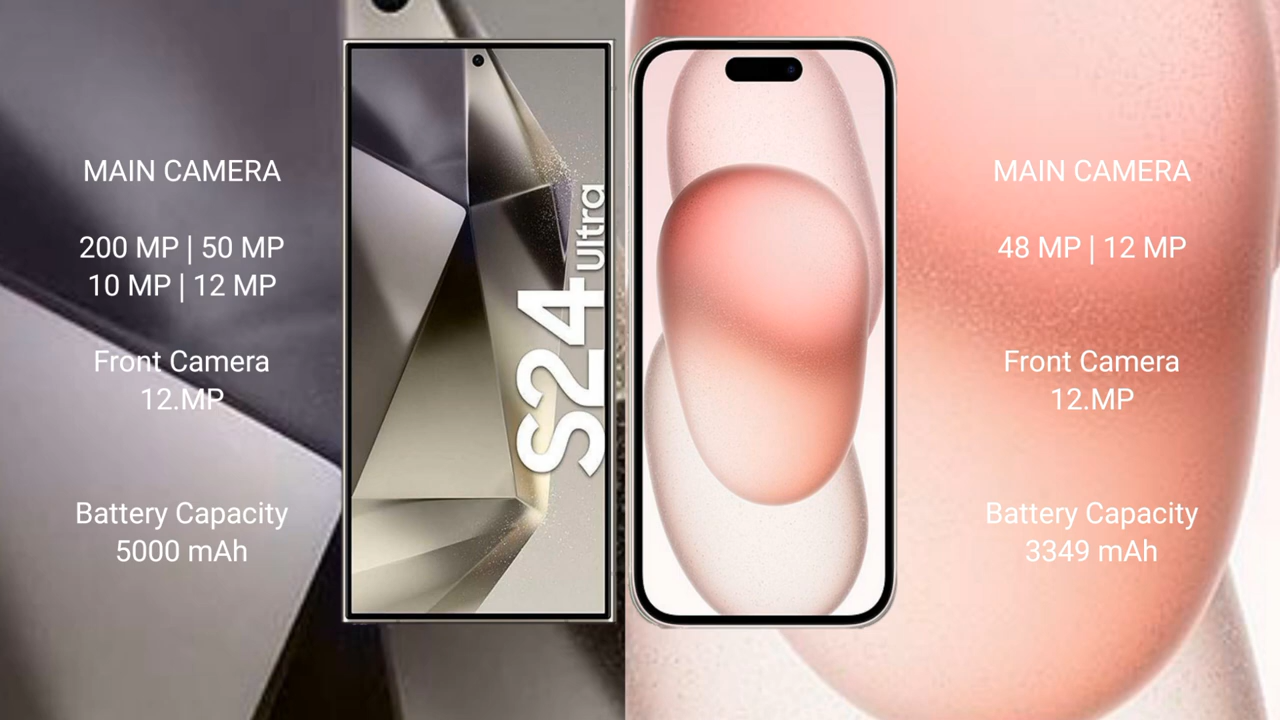 MAIN CAMERA
200 MP | 50 MP
10 MP | 12 MP
Front Camera
12.MP
Battery Capacity
5000 mAh
S24 Ultra
MAIN CAMERA
48 MP | 12 MP
Front Camera
12.MP
Battery Capacity
3349 mAh